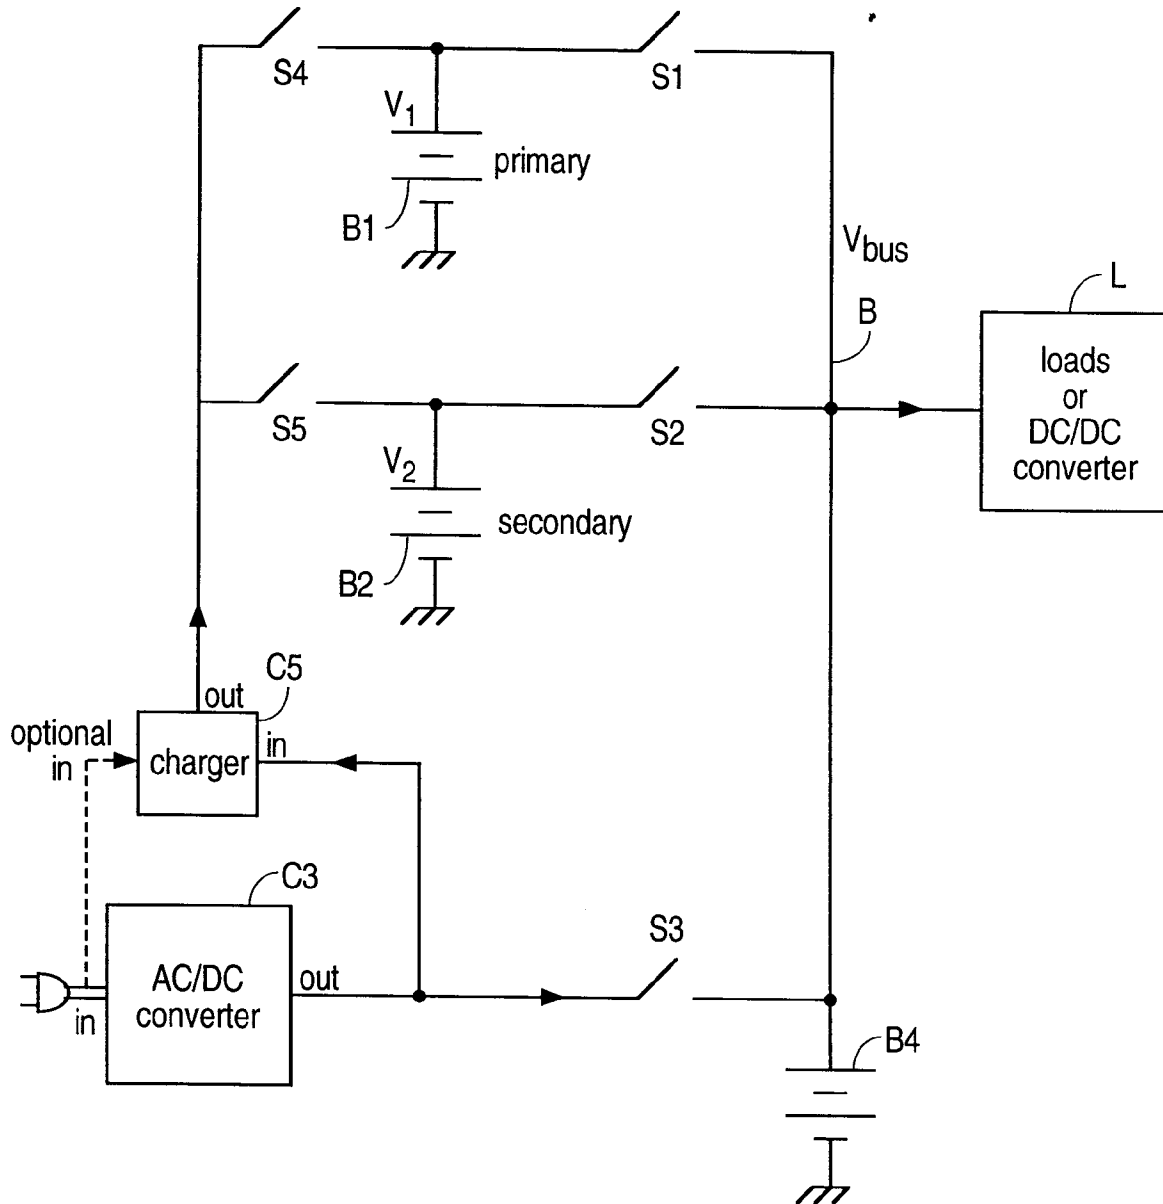 S4
S1
V1
primary
B1
Vbus
L
B
loads
or
DC/DC
converter
S5
S2
V2
secondary
B2
C5
out
optional
in
in
charger
C3
S3
AC/DC
converter
out
in
B4